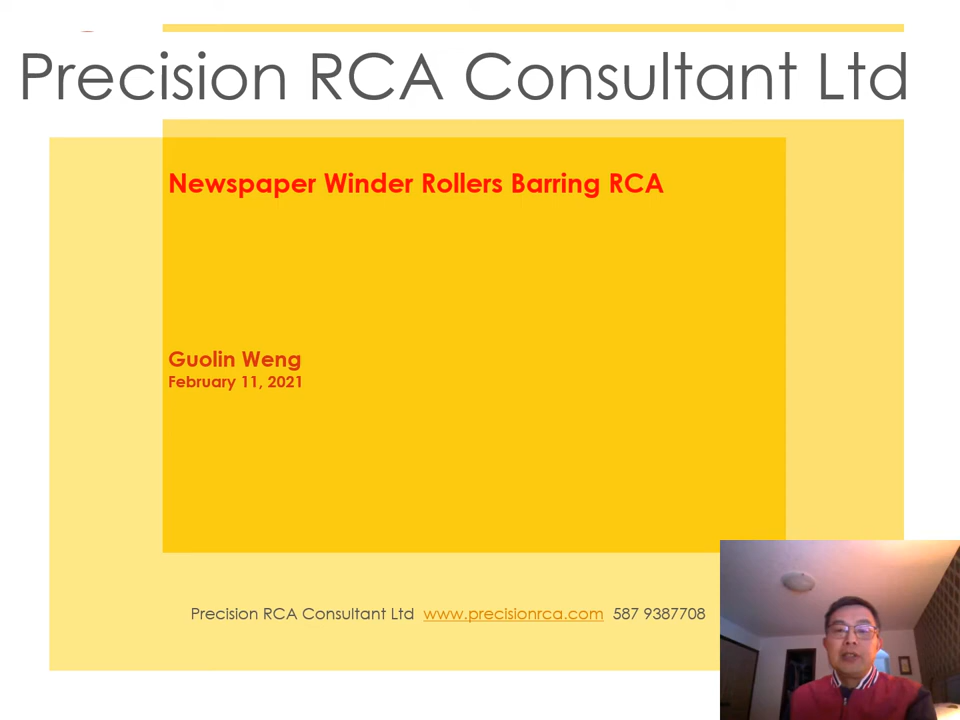 Precision RCA Consultant Ltd
Newspaper Winder Rollers Barring RCA
Guolin Weng
February 11, 2021
Precision RCA Consultant Ltd www.precisionrca.com 587 9387708